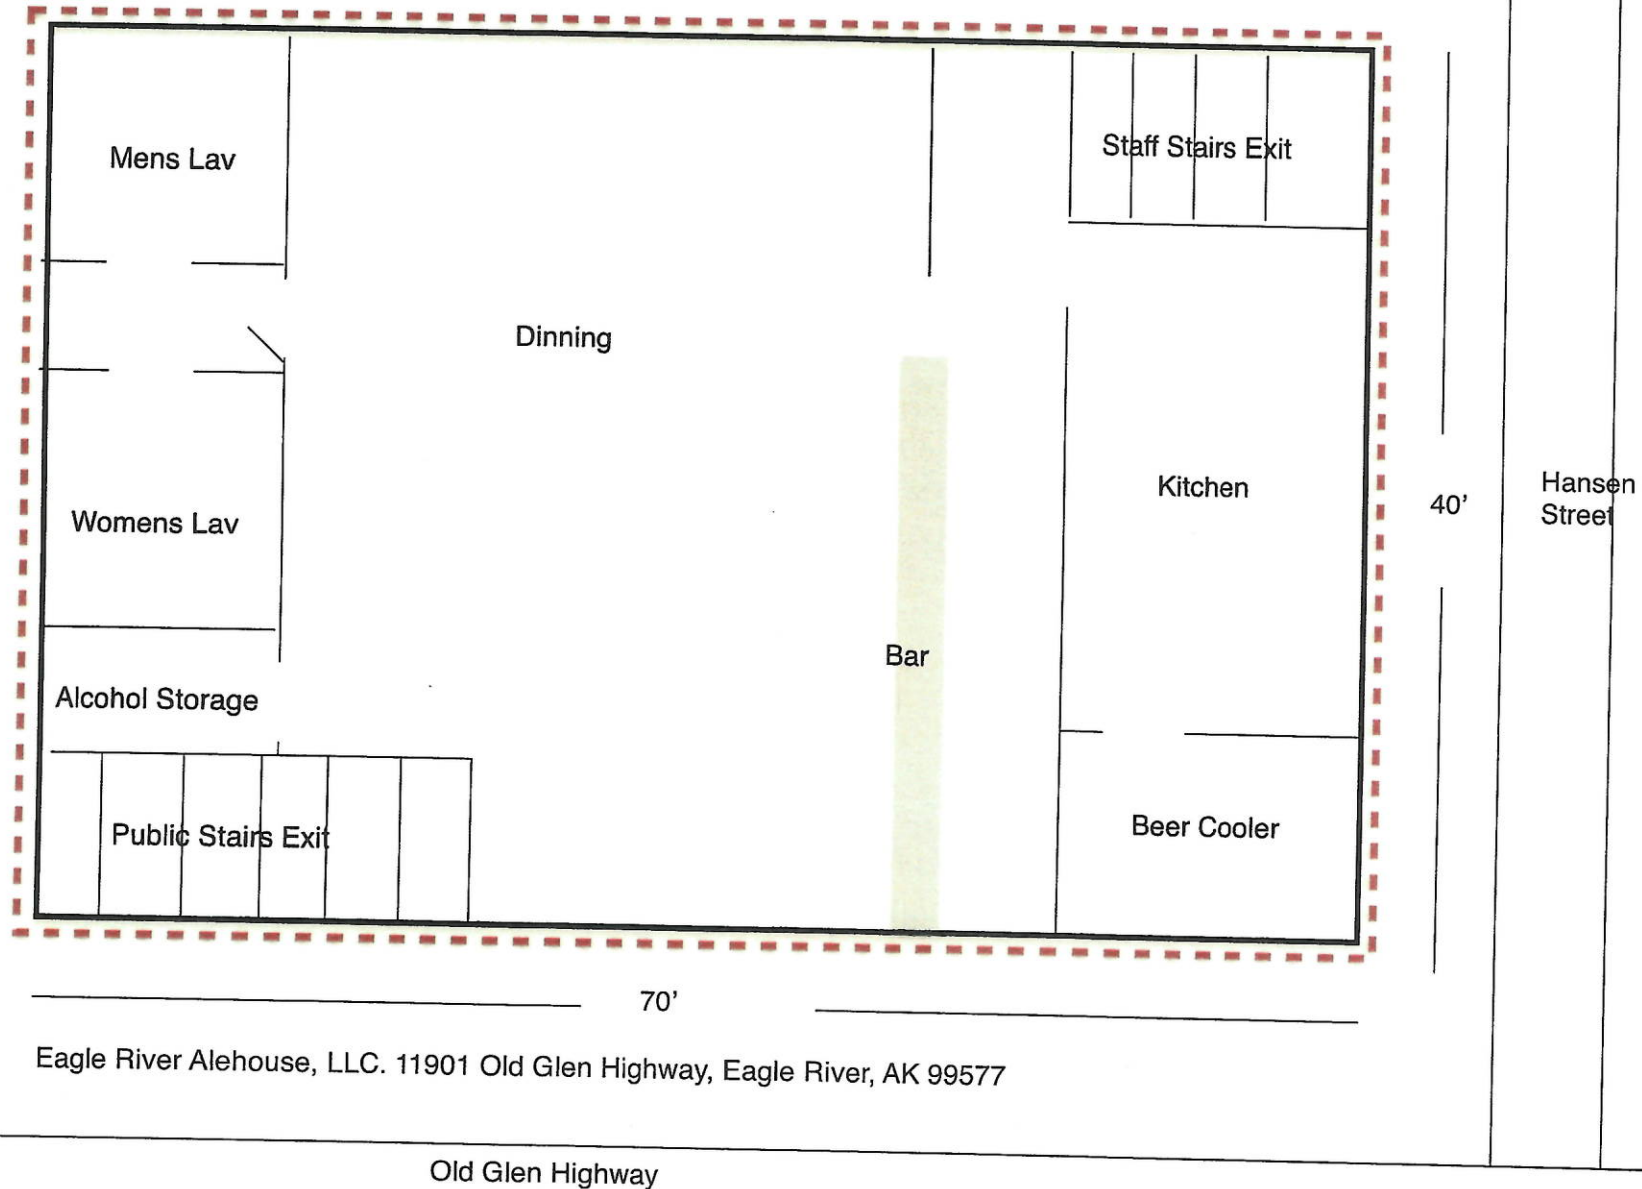 Mens Lav
Staff Stairs Exit
Dinning
Kitchen
40’
Hansen
Street
Womens Lav
Bar
Alcohol Storage
Beer Cooler
Public Stairs Exit
70’
Eagle River Alehouse, LLC. 11901 Old Glen Highway, Eagle River, AK 99577
Old Glen Highway